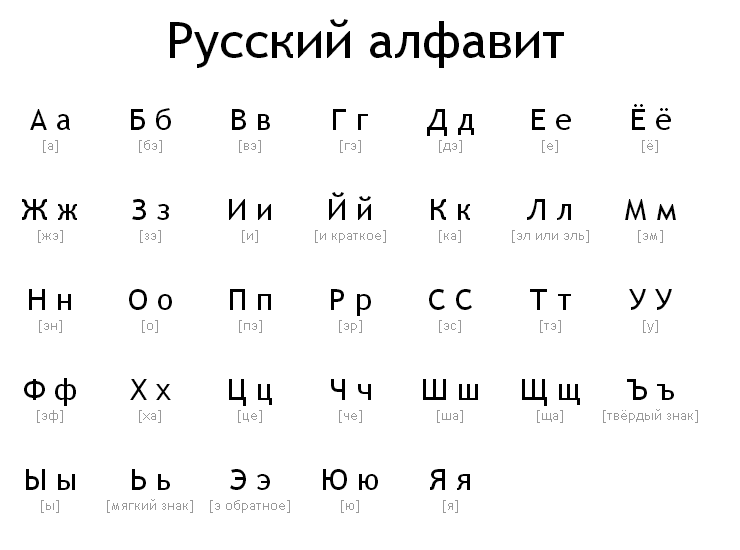 Русский алфавит
А а Б б В в Г г Д д Е е Ё ё
[а] [бэ] [вэ] [гэ] [дэ] [е] [ё]
Ж ж З з И и Й й К к Л л М м
[жэ] [зэ] [и] [и краткое] [ка] [эл или эль] [эм]
Н н О о П п Р р С С Т т У У
[эн] [о] [пэ] [эр] [эс] [тэ] [у]
Ф ф Х х Ц ц Ч ч Ш ш Щ щ Ъ ъ
[эф] [ха] [це] [че] [ша] [ща] [твёрдый знак]
Ы ы Ь ь Э э Ю ю Я я
[ы] [мягкий знак] [э обратное] [ю] [я]